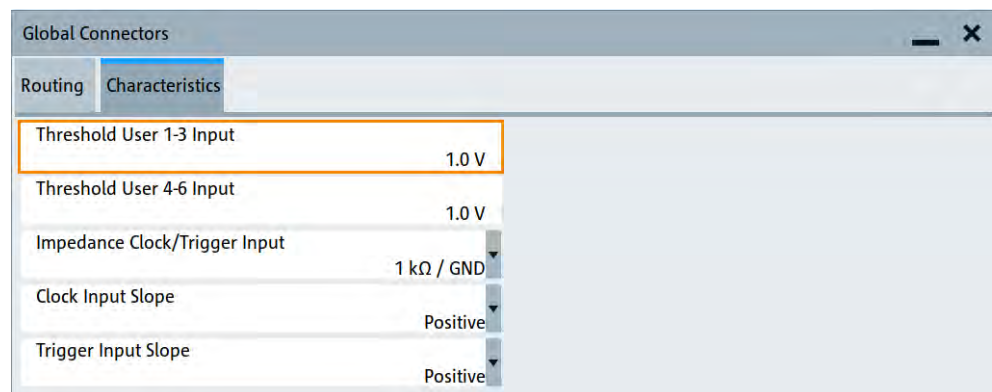 Global Connectors
Routing Characteristics
Threshold User 1-3 Input
1.0 V
Threshold User 4-6 Input
1.0 V
Impedance Clock/Trigger Input
1 kΩ / GND
Clock Input Slope
Positive
Trigger Input Slope
Positive